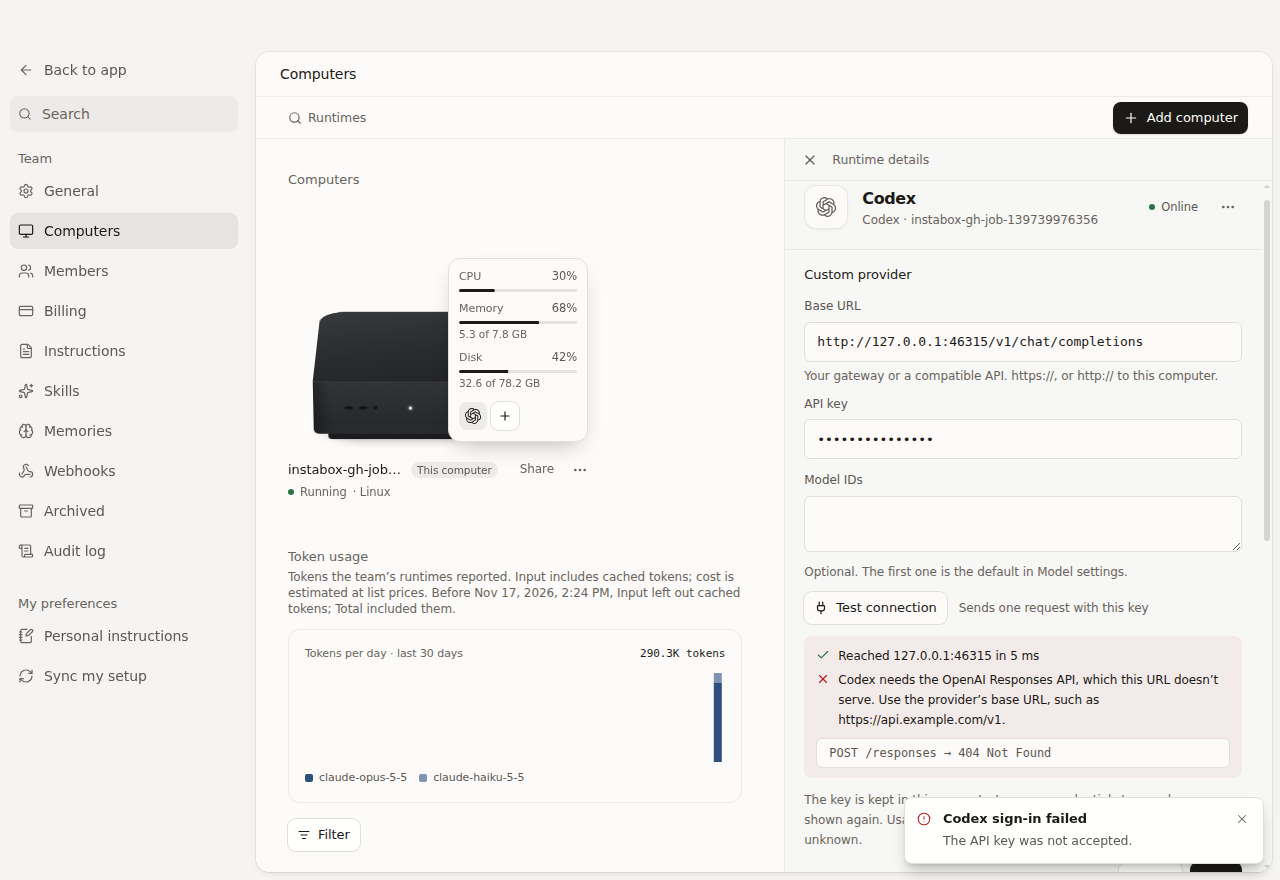 Back to app
Search
Team
General
Computers
Members
Billing
Instructions
Skills
Memories
Webhooks
Archived
Audit log
My preferences
Personal instructions
Sync my setup
Computers
Runtimes
Add computer
Computers
CPU 30%
Memory 68%
5.3 of 7.8 GB
Disk 42%
32.6 of 78.2 GB
instabox-gh-job… This computer Share
Running · Linux
Token usage
Tokens the team’s runtimes reported. Input includes cached tokens; cost is
estimated at list prices. Before Nov 17, 2026, 2:24 PM, Input left out cached
tokens; Total included them.
Tokens per day · last 30 days 290.3K tokens
claude-opus-5-5 claude-haiku-5-5
Filter
Runtime details
Codex
Codex · instabox-gh-job-139739976356
Online
Custom provider
Base URL
http://127.0.0.1:46315/v1/chat/completions
Your gateway or a compatible API. https://, or http:// to this computer.
API key
•••••••••••••••
Model IDs
Optional. The first one is the default in Model settings.
Test connection Sends one request with this key
Reached 127.0.0.1:46315 in 5 ms
Codex needs the OpenAI Responses API, which this URL doesn’t
serve. Use the provider’s base URL, such as
https://api.example.com/v1.
POST /responses → 404 Not Found
The key is kept in
shown again.
unknown.
Codex sign-in failed
The API key was not accepted.